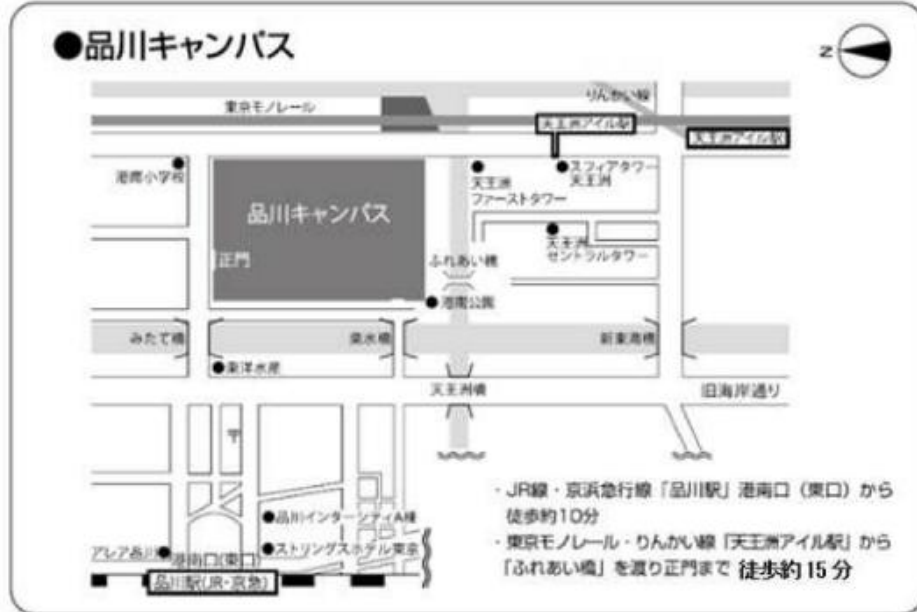 ●品川キャンパス
N
りんかい線
東京モノレール
天王洲アイル駅
天王洲アイル駅
港南小学校
スフィアタワー
天王洲
天王洲
ファーストタワー
品川キャンパス
天王洲
セントラルタワー
正門
ふれあい橋
港南公園
みたて橋
楽水橋
新東海橋
東洋水産
天王洲橋
旧海岸通り
〒
・JR線・京浜急行線「品川駅」港南口（東口）から
徒歩約10分
・東京モノレール・りんかい線「天王洲アイル駅」から
「ふれあい橋」を渡り正門まで 徒歩約15分
品川インターシティA棟
ストリングスホテル東京
アレア品川
港南口(東口)
品川駅(JR・京急)